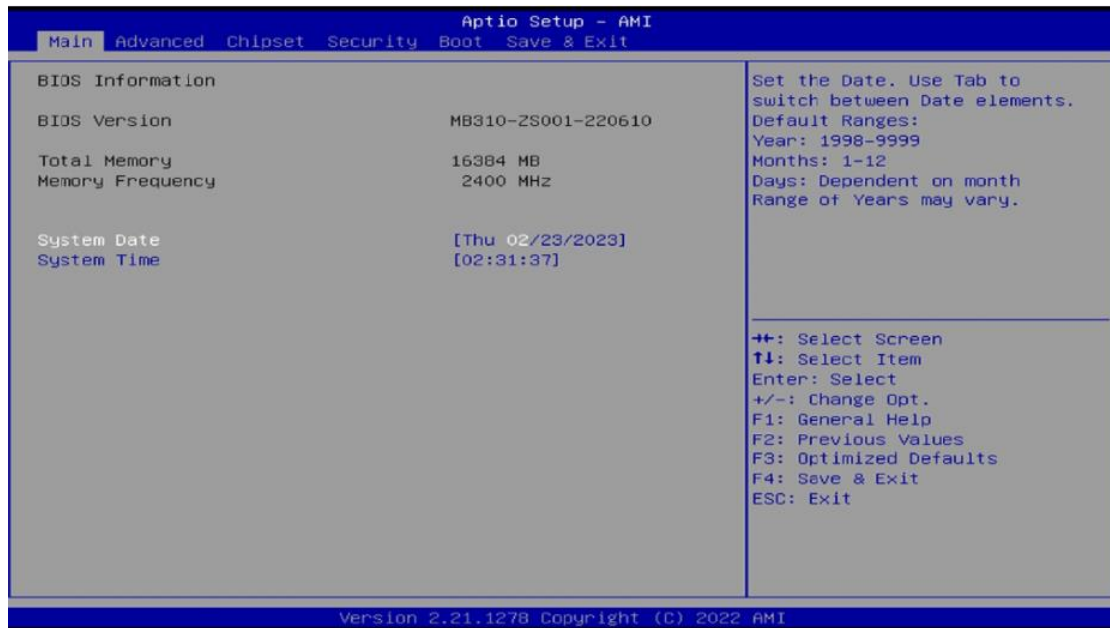 Aptio Setup – AMI
Main Advanced Chipset Security Boot Save & Exit
BIOS Information
BIOS Version MB310-ZS001-220610
Total Memory 16384 MB
Memory Frequency 2400 MHz
System Date [Thu 02/23/2023]
System Time [02:31:37]
Set the Date. Use Tab to
switch between Date elements.
Default Ranges:
Year: 1998-9999
Months: 1-12
Days: Dependent on month
Range of Years may vary.
→←: Select Screen
↑↓: Select Item
Enter: Select
+/-: Change Opt.
F1: General Help
F2: Previous Values
F3: Optimized Defaults
F4: Save & Exit
ESC: Exit
Version 2.21.1278 Copyright (C) 2022 AMI